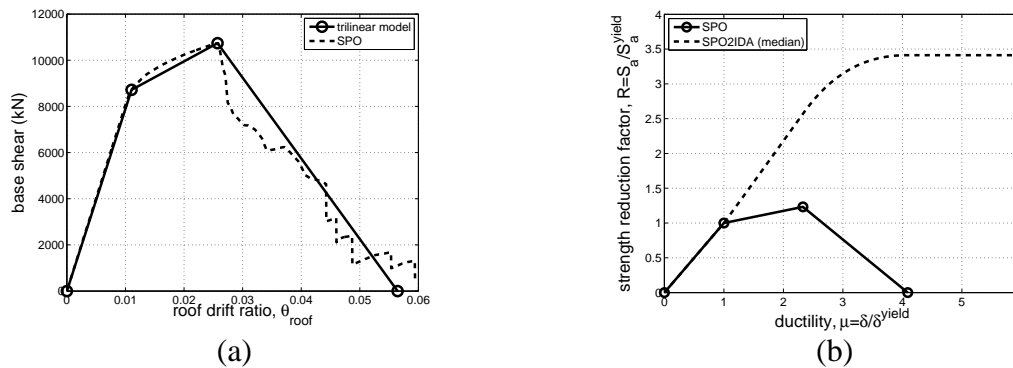 12000
10000
8000
6000
4000
2000
0
base shear (kN)
0
0.01
0.02
0.03
0.04
0.05
0.06
roof drift ratio, θroof
trilinear model
SPO
(a)
4
3.5
3
2.5
2
1.5
1
0.5
0
strength reduction factor, R=Sa/Sayield
0
1
2
3
4
5
ductility, μ=δ/δyield
SPO
SPO2IDA (median)
(b)